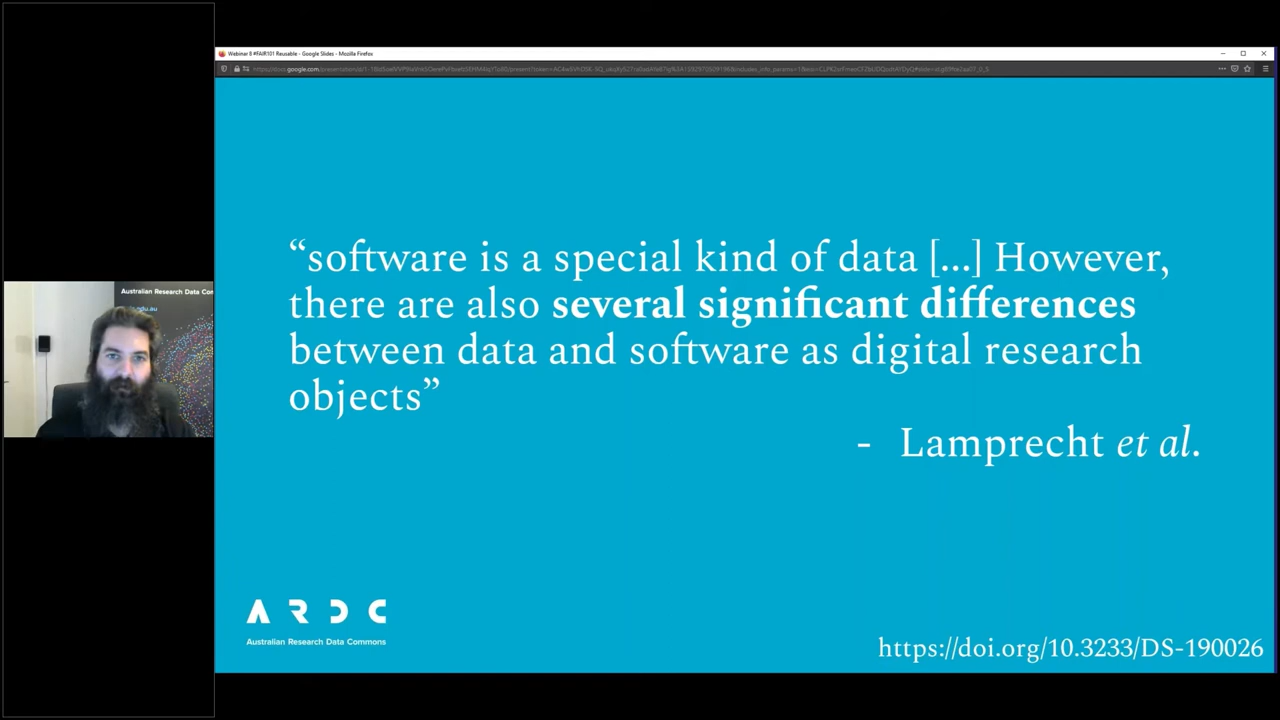 Webinar 8 #FAIR101 Reusable - Google Slides - Mozilla Firefox
Australian Research Data Com
edu.au
“software is a special kind of data [...] However,
there are also several significant differences
between data and software as digital research
objects”
- Lamprecht et al.
ARDC
Australian Research Data Commons
https://doi.org/10.3233/DS-190026